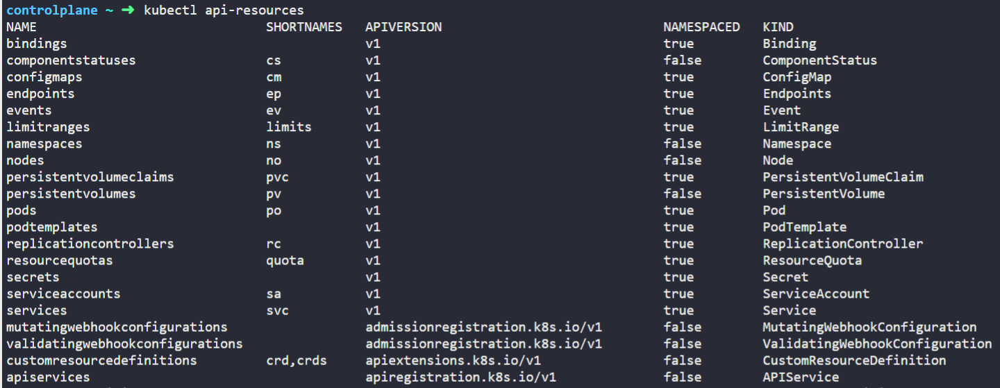 controlplane ~ ➜ kubectl api-resources
NAME SHORTNAMES APIVERSION NAMESPACED KIND
bindings v1 true Binding
componentstatuses cs v1 false ComponentStatus
configmaps cm v1 true ConfigMap
endpoints ep v1 true Endpoints
events ev v1 true Event
limitranges limits v1 true LimitRange
namespaces ns v1 false Namespace
nodes no v1 false Node
persistentvolumeclaims pvc v1 true PersistentVolumeClaim
persistentvolumes pv v1 false PersistentVolume
pods po v1 true Pod
podtemplates v1 true PodTemplate
replicationcontrollers rc v1 true ReplicationController
resourcequotas quota v1 true ResourceQuota
secrets v1 true Secret
serviceaccounts sa v1 true ServiceAccount
services svc v1 true Service
mutatingwebhookconfigurations admissionregistration.k8s.io/v1 false MutatingWebhookConfiguration
validatingwebhookconfigurations admissionregistration.k8s.io/v1 false ValidatingWebhookConfiguration
customresourcedefinitions crd,crds apiextensions.k8s.io/v1 false CustomResourceDefinition
apiservices apiregistration.k8s.io/v1 false APIService